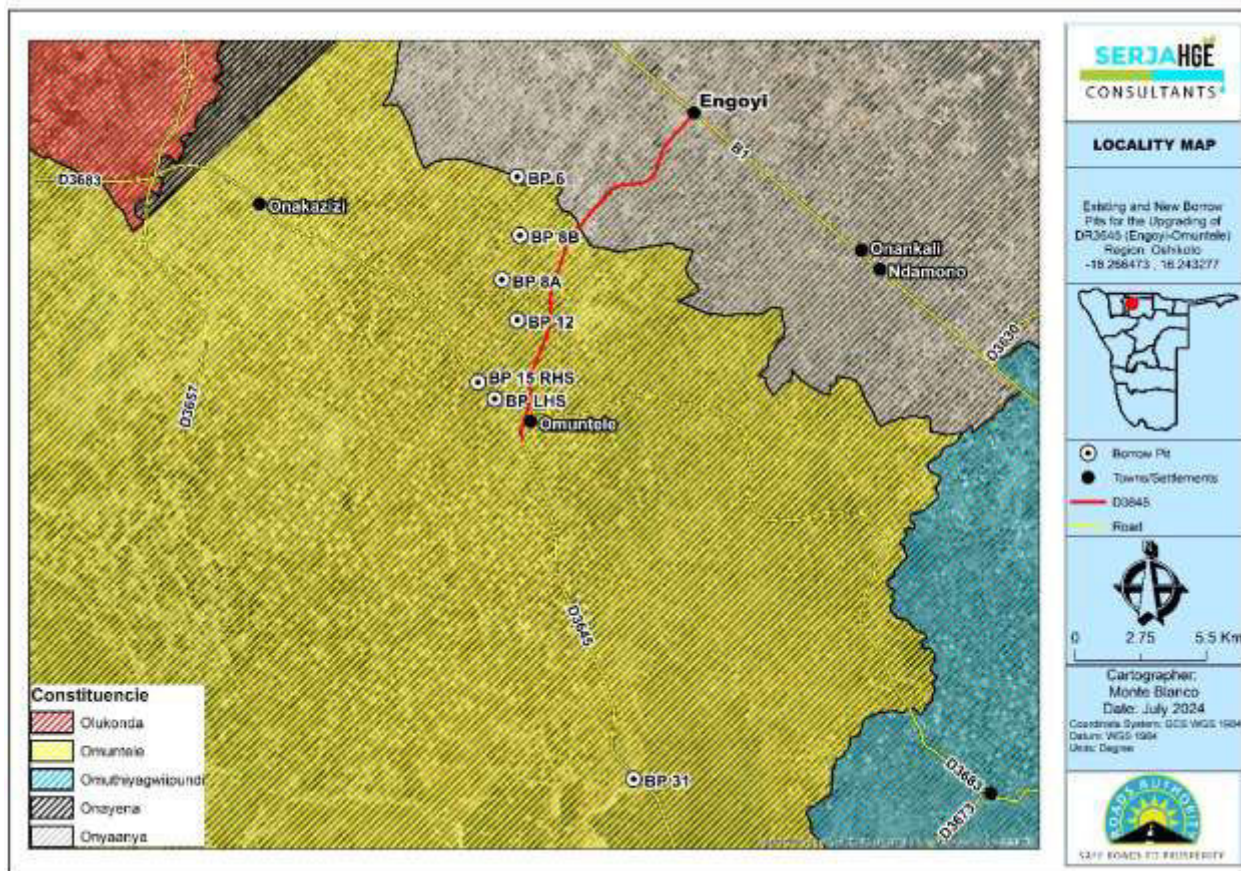 Engoyi
B1
D3683
BP 6
Onakazizi
BP 8B
Onankali
Ndamono
BP 8A
BP 12
D3630
BP 15 RHS
BP LHS
D3657
Omuntele
D3645
BP 31
D3683
D3673
Constituencie
Olukonda
Omuntele
Omuthiyagwiipundi
Onayena
Onyaanya
SERJA HGE
CONSULTANTS
LOCALITY MAP
Existing and New Borrow
Pits for the Upgrading of
DR3645 (Engoyi-Omuntele)
Region: Oshikoto
-18.266473 , 16.243277
Borrow Pit
Towns/Settlements
D3645
Road
0 2.75 5.5 Km
Cartographer:
Monte Blanco
Date: July 2024
Coordinate System: GCS WGS 1984
Datum: WGS 1984
Units: Degree
ROADS AUTHORITY
SAFE ROADS TO PROSPERITY